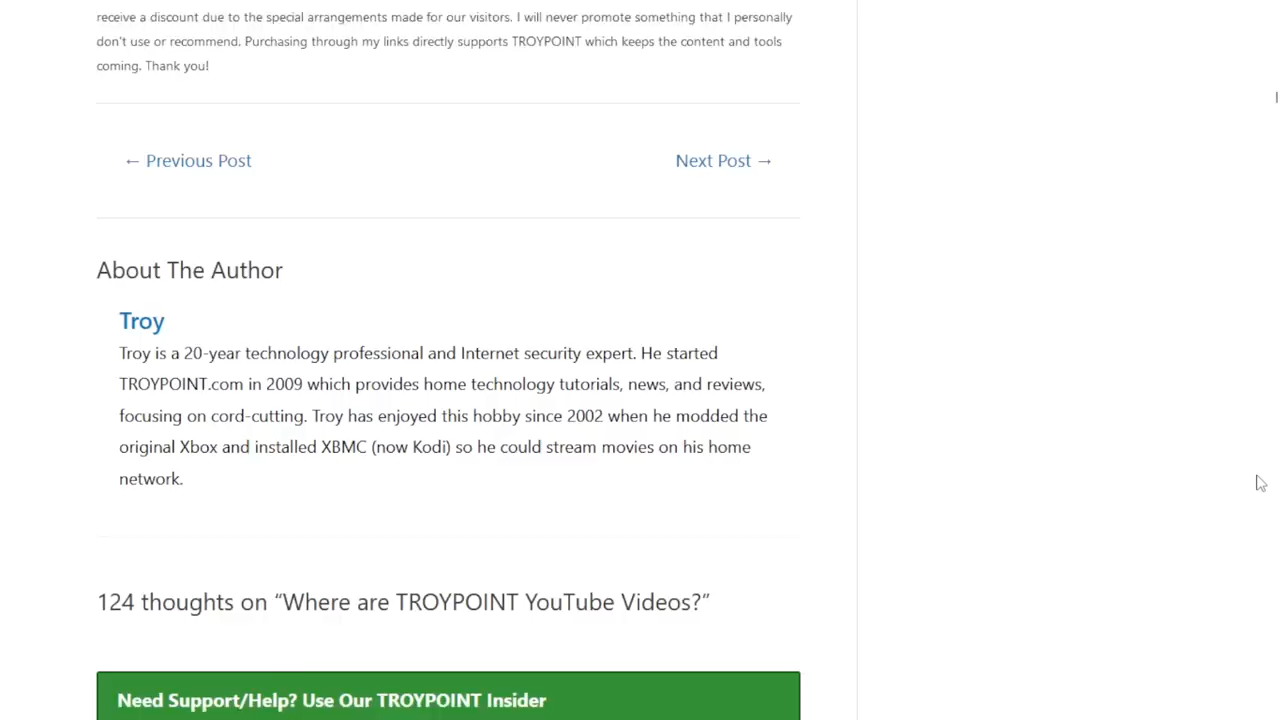 receive a discount due to the special arrangements made for our visitors. I will never promote something that I personally
don't use or recommend. Purchasing through my links directly supports TROYPOINT which keeps the content and tools
coming. Thank you!
← Previous Post
Next Post →
About The Author
Troy
Troy is a 20-year technology professional and Internet security expert. He started
TROYPOINT.com in 2009 which provides home technology tutorials, news, and reviews,
focusing on cord-cutting. Troy has enjoyed this hobby since 2002 when he modded the
original Xbox and installed XBMC (now Kodi) so he could stream movies on his home
network.
124 thoughts on “Where are TROYPOINT YouTube Videos?”
Need Support/Help? Use Our TROYPOINT Insider